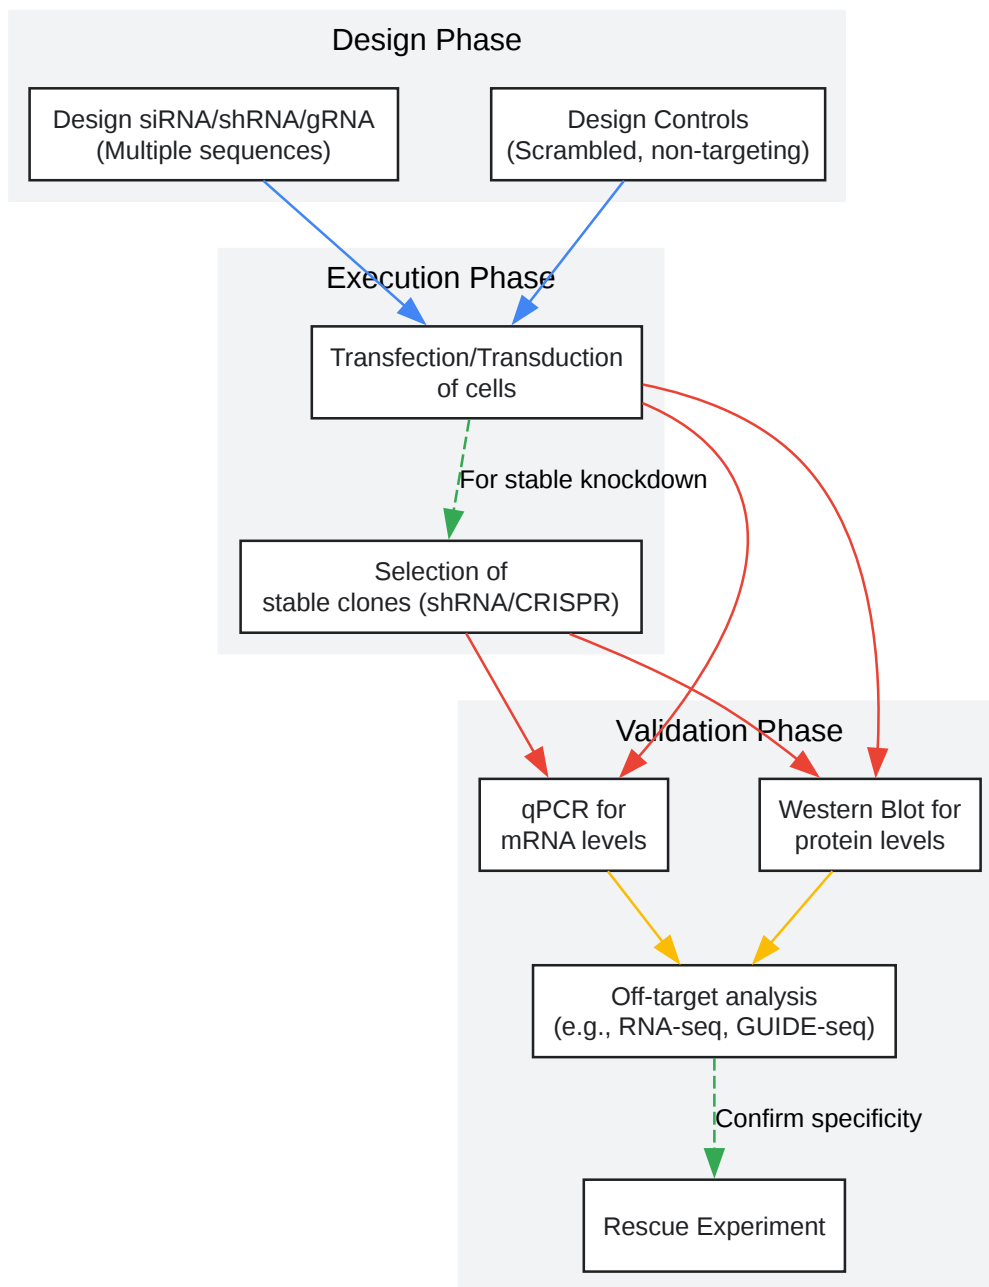 Design Phase
Design siRNA/shRNA/gRNA
(Multiple sequences)
Design Controls
(Scrambled, non-targeting)
Execution Phase
Transfection/Transduction
of cells
For stable knockdown
Selection of
stable clones (shRNA/CRISPR)
Validation Phase
qPCR for
mRNA levels
Western Blot for
protein levels
Off-target analysis
(e.g., RNA-seq, GUIDE-seq)
Confirm specificity
Rescue Experiment